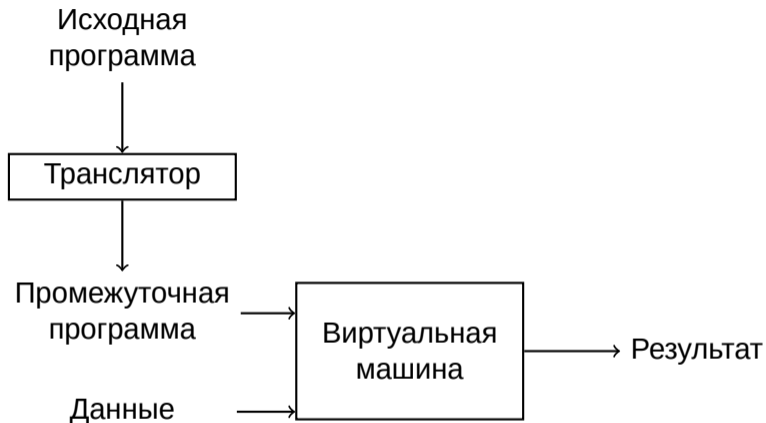 Исходная
программа
Транслятор
Промежуточная
программа
Виртуальная
машина
Результат
Данные